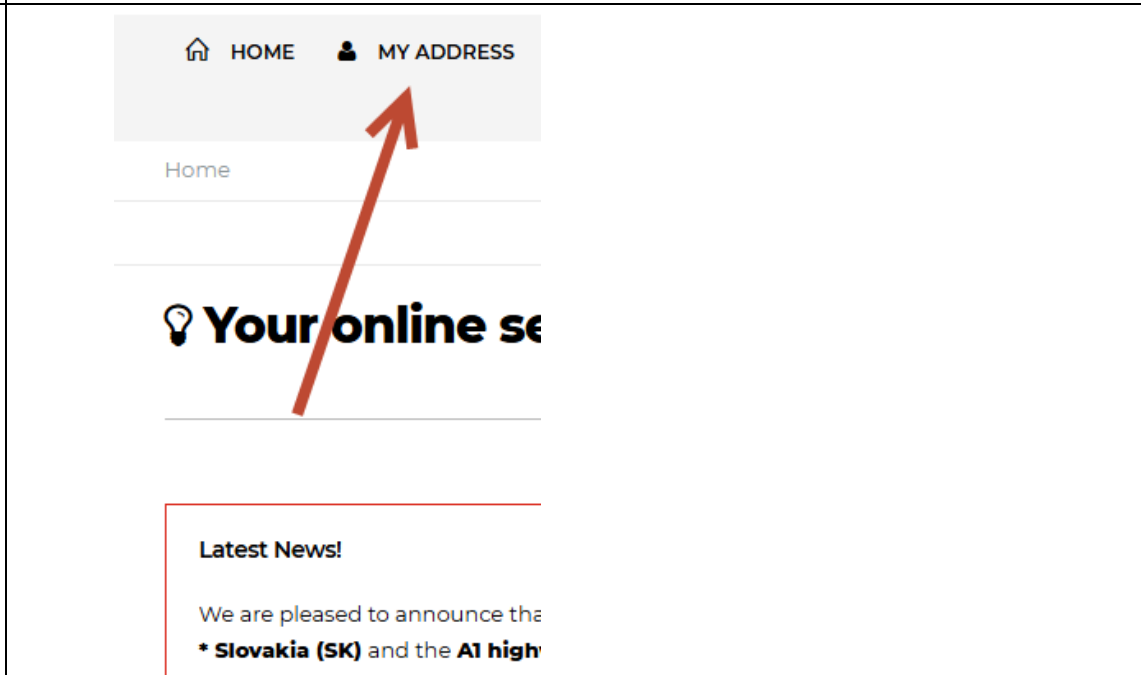 HOME MY ADDRESS
Home
Your online se
Latest News!
We are pleased to announce tha
* Slovakia (SK) and the A1 high